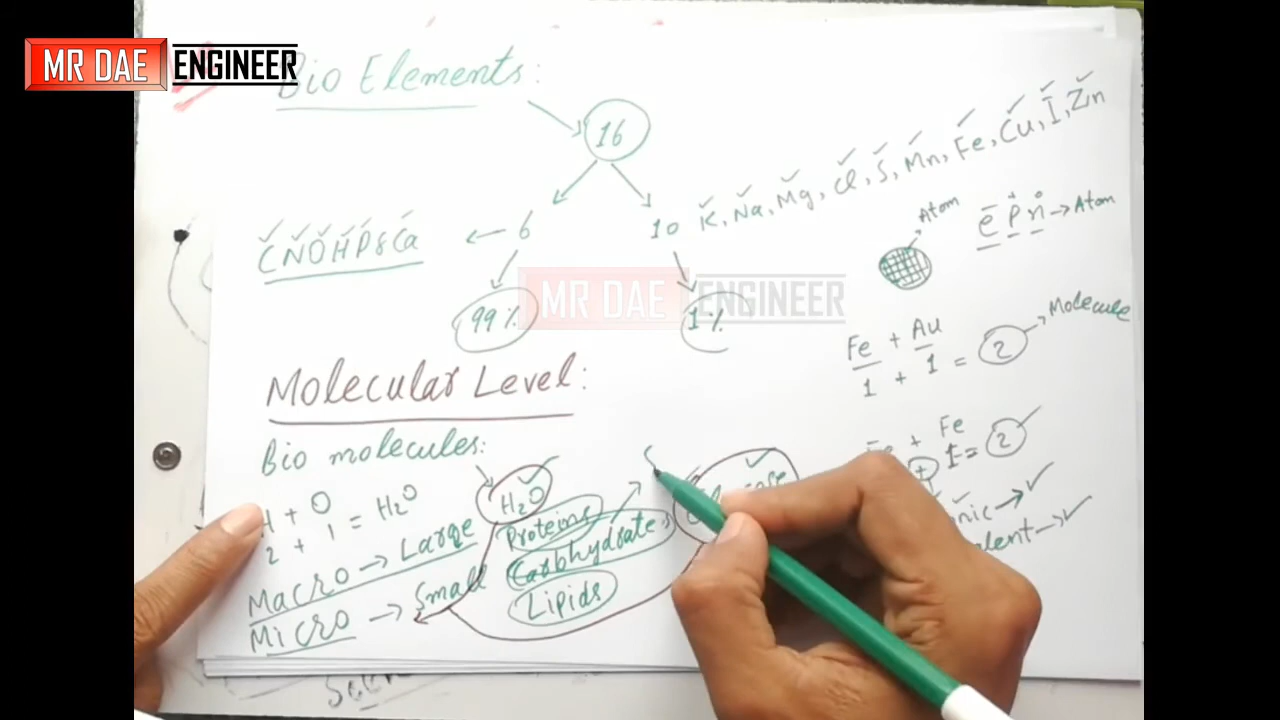 MR DAE ENGINEER
Bio Elements:
16
K, Na, Mg, Cl, S, Mn, Fe, Cu, I, Zn
CNOHP&Ca ← 6
10
99%
1%
Atom
e⁻ p⁺ n° → Atom
MR DAE ENGINEER
Fe + Au
1 + 1 = 2 → Molecule
Molecular Level:
Bio molecules:
+ Fe
1 = 2
H + O
2 + 1 = H₂O
H₂O
Macro → Large
Micro → Small
Proteins
Carbhydrate
Lipids